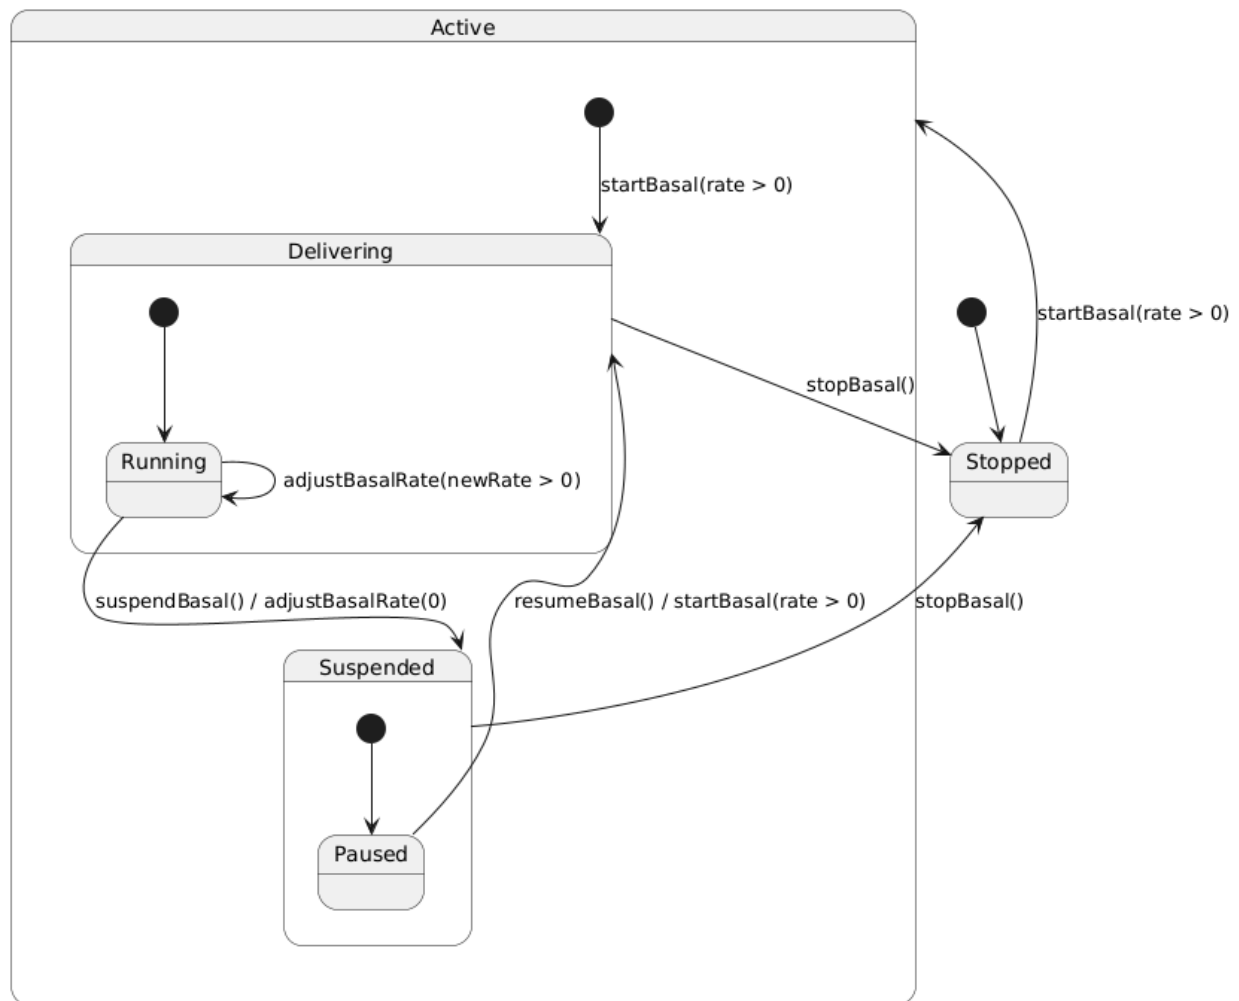 Active
startBasal(rate > 0)
Delivering
startBasal(rate > 0)
stopBasal()
Running
Stopped
adjustBasalRate(newRate > 0)
suspendBasal() / adjustBasalRate(0)
resumeBasal() / startBasal(rate > 0)
stopBasal()
Suspended
Paused